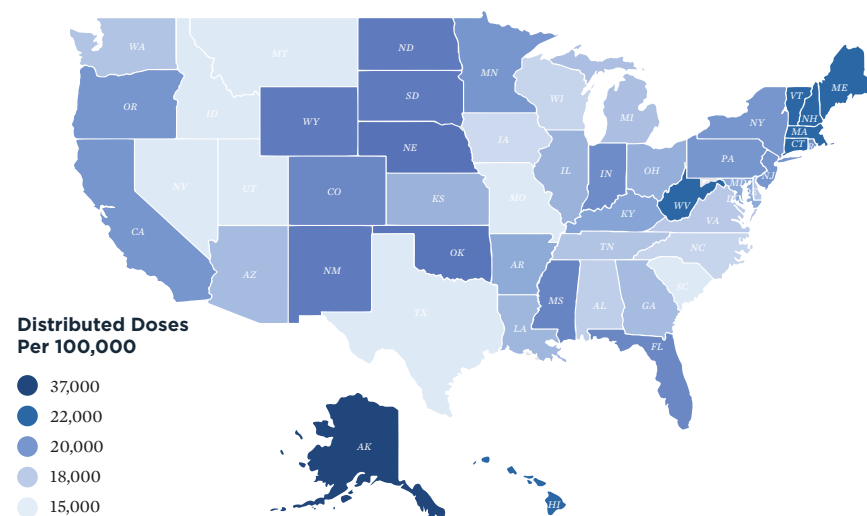 WA
MT
ND
MN
OR
ID
WY
SD
WI
MI
NY
VT
NH
ME
MA
CT
NV
UT
CO
NE
IA
KS
MO
IL
IN
OH
PA
NJ
MD
WV
VA
KY
CA
AZ
NM
OK
AR
TN
NC
SC
TX
LA
MS
AL
GA
FL
Distributed Doses
Per 100,000
37,000
22,000
20,000
18,000
15,000
AK
HI